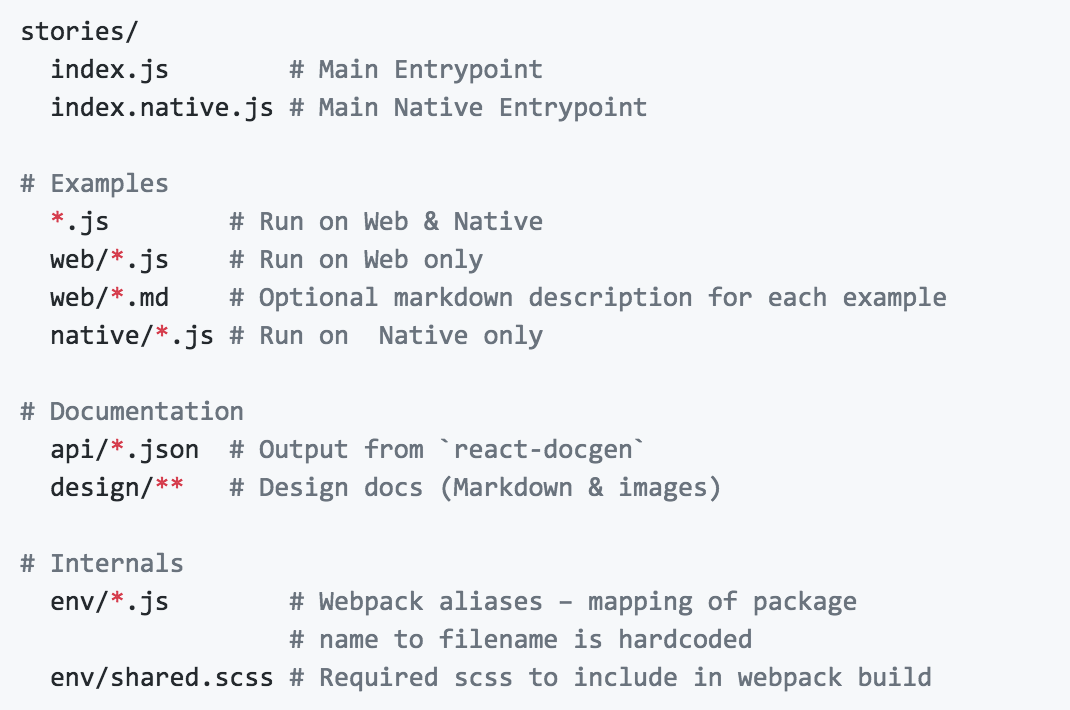 stories/
  index.js        # Main Entrypoint
  index.native.js # Main Native Entrypoint

# Examples
  *.js        # Run on Web & Native
  web/*.js    # Run on Web only
  web/*.md    # Optional markdown description for each example
  native/*.js # Run on  Native only

# Documentation
  api/*.json  # Output from `react-docgen`
  design/**   # Design docs (Markdown & images)

# Internals
  env/*.js        # Webpack aliases – mapping of package
                  # name to filename is hardcoded
  env/shared.scss # Required scss to include in webpack build